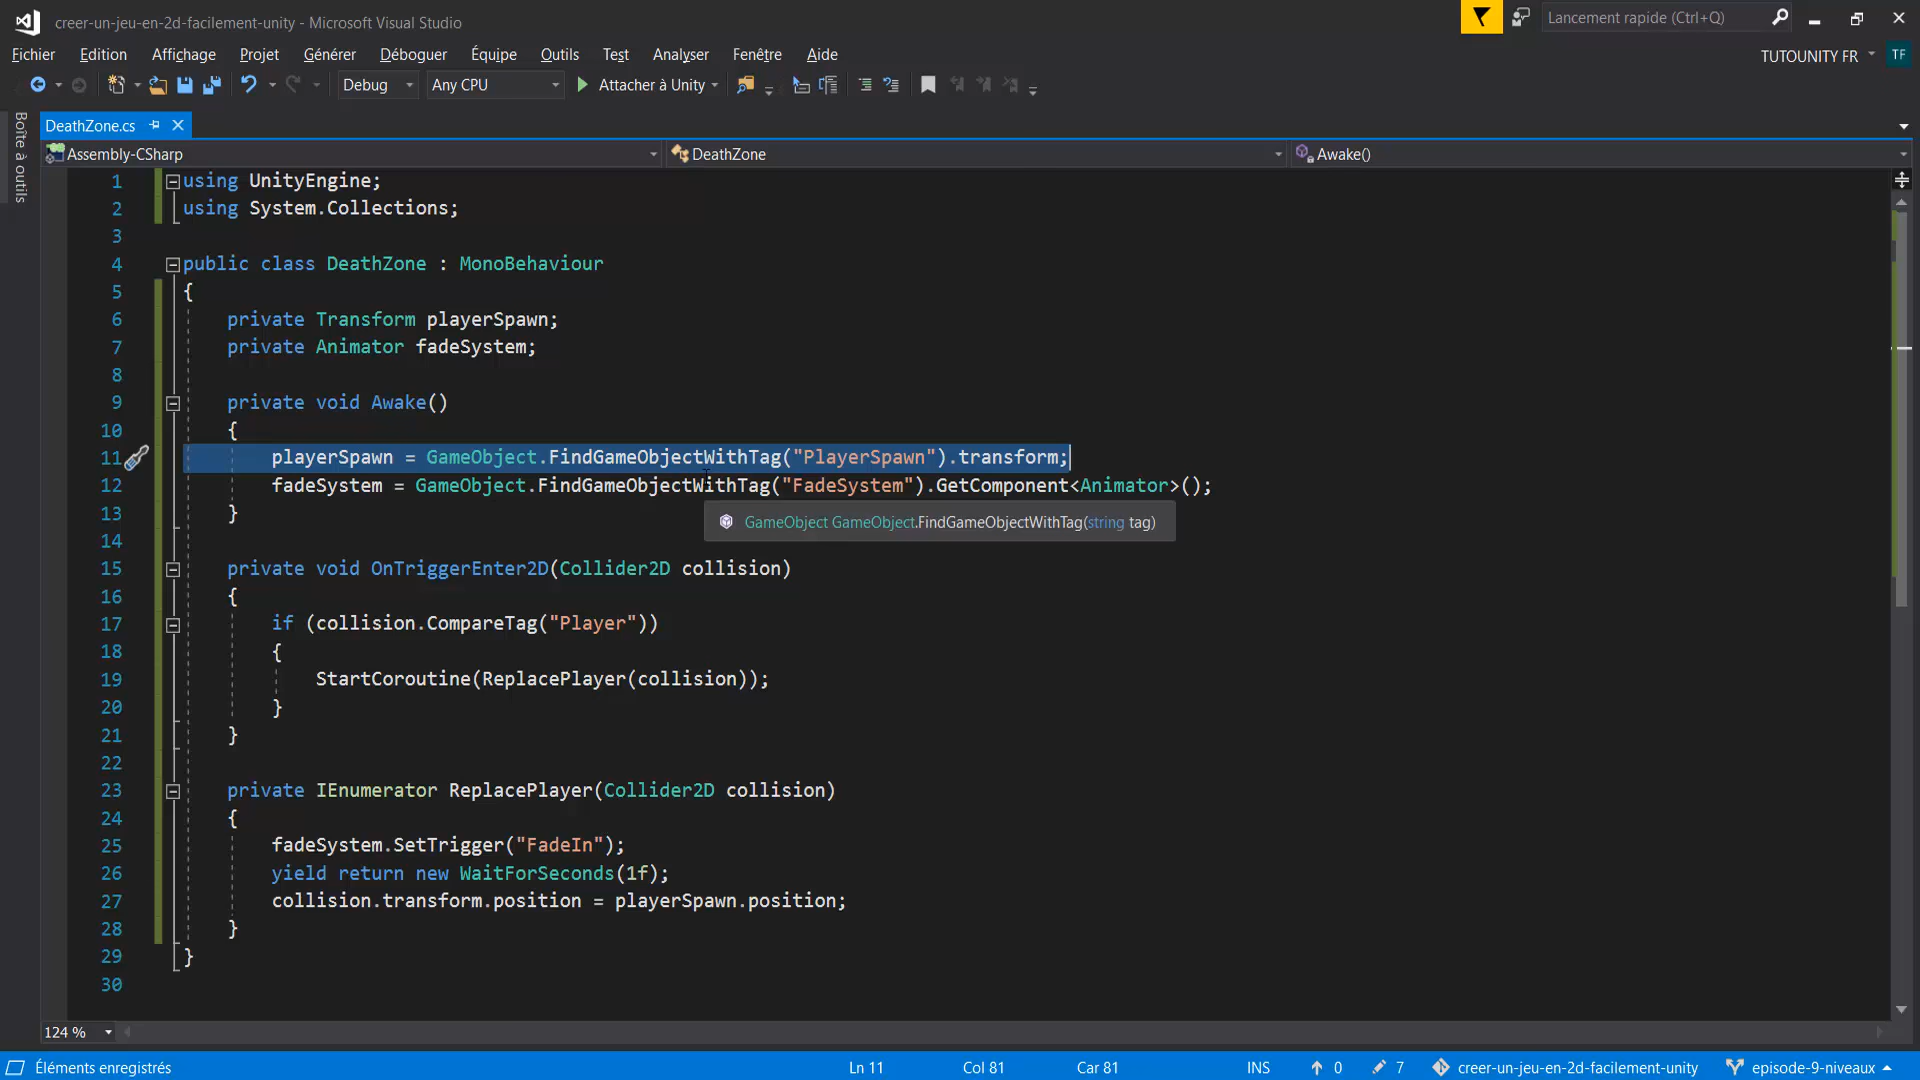 creer-un-jeu-en-2d-facilement-unity - Microsoft Visual Studio
Lancement rapide (Ctrl+Q)
Fichier Edition Affichage Projet Générer Déboguer Équipe Outils Test Analyser Fenêtre Aide
TUTOUNITY FR TF
Debug Any CPU Attacher à Unity
Boîte à outils
DeathZone.cs
Assembly-CSharp DeathZone Awake()
1 using UnityEngine;
2 using System.Collections;
3
4 public class DeathZone : MonoBehaviour
5 {
6 private Transform playerSpawn;
7 private Animator fadeSystem;
8
9 private void Awake()
10 {
11 playerSpawn = GameObject.FindGameObjectWithTag("PlayerSpawn").transform;
12 fadeSystem = GameObject.FindGameObjectWithTag("FadeSystem").GetComponent<Animator>();
13 }
GameObject GameObject.FindGameObjectWithTag(string tag)
14
15 private void OnTriggerEnter2D(Collider2D collision)
16 {
17 if (collision.CompareTag("Player"))
18 {
19 StartCoroutine(ReplacePlayer(collision));
20 }
21 }
22
23 private IEnumerator ReplacePlayer(Collider2D collision)
24 {
25 fadeSystem.SetTrigger("FadeIn");
26 yield return new WaitForSeconds(1f);
27 collision.transform.position = playerSpawn.position;
28 }
29 }
30
124 %
Éléments enregistrés Ln 11 Col 81 Car 81 INS 0 7 creer-un-jeu-en-2d-facilement-unity episode-9-niveaux